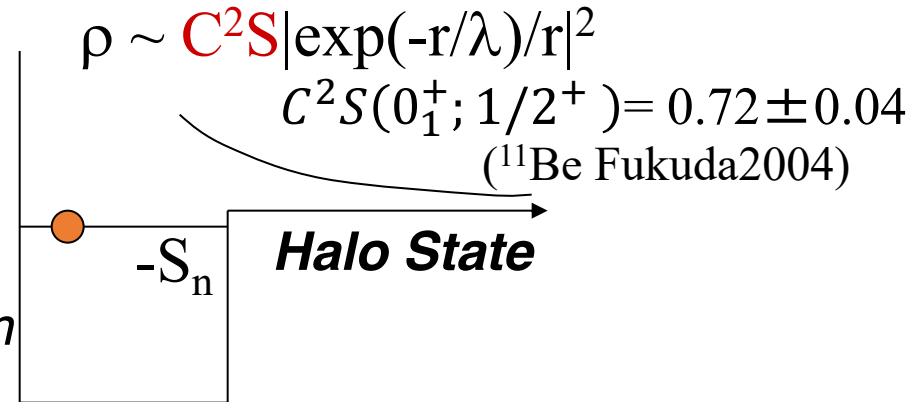 ρ ~ C²S|exp(-r/λ)/r|²
C²S(0₁⁺; 1/2⁺)= 0.72±0.04
(¹¹Be Fukuda2004)
-Sₙ
Halo State
n